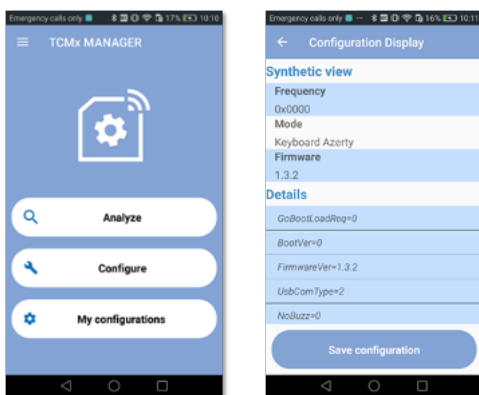 Emergency calls only 17% 10:10
TCMx MANAGER
Analyze
Configure
My configurations
Emergency calls only 16% 10:11
Configuration Display
Synthetic view
Frequency
0x0000
Mode
Keyboard Azerty
Firmware
1.3.2
Details
GoBootLoadReq=0
BootVer=0
FirmwareVer=1.3.2
UsbComType=2
NoBuzz=0
Save configuration